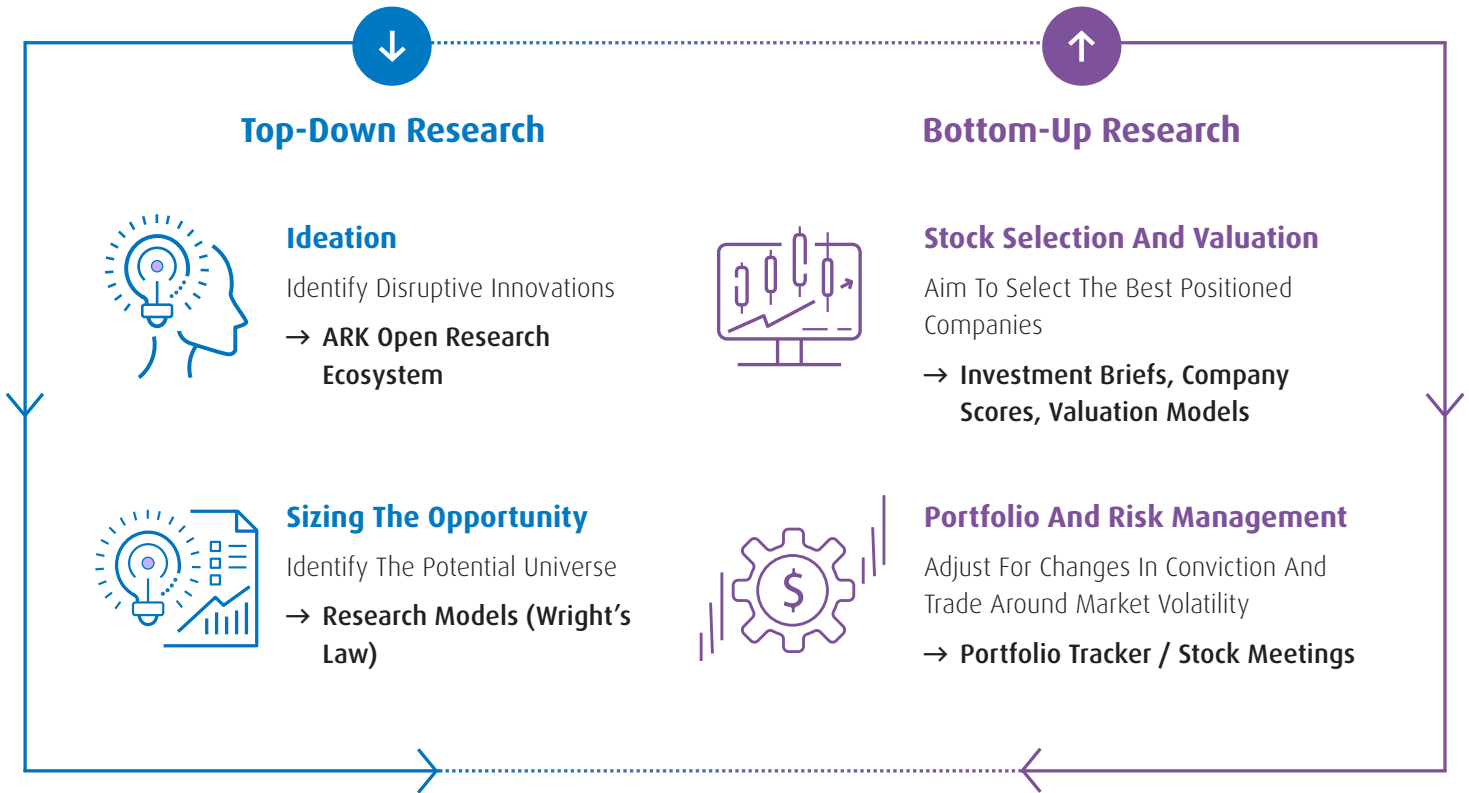 Top-Down Research
Ideation
Identify Disruptive Innovations
→ ARK Open Research
Ecosystem
Sizing The Opportunity
Identify The Potential Universe
→ Research Models (Wright’s
Law)
Bottom-Up Research
Stock Selection And Valuation
Aim To Select The Best Positioned
Companies
→ Investment Briefs, Company
Scores, Valuation Models
Portfolio And Risk Management
Adjust For Changes In Conviction And
Trade Around Market Volatility
→ Portfolio Tracker / Stock Meetings
$